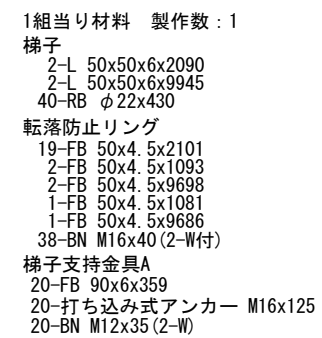 1組当り材料　製作数：1
梯子
2-L 50x50x6x2090
2-L 50x50x6x9945
40-RB φ22x430
転落防止リング
19-FB 50x4.5x2101
2-FB 50x4.5x1093
2-FB 50x4.5x9698
1-FB 50x4.5x1081
1-FB 50x4.5x9686
38-BN M16x40(2-W付)
梯子支持金具A
20-FB 90x6x359
20-打ち込み式アンカー M16x125
20-BN M12x35(2-W)